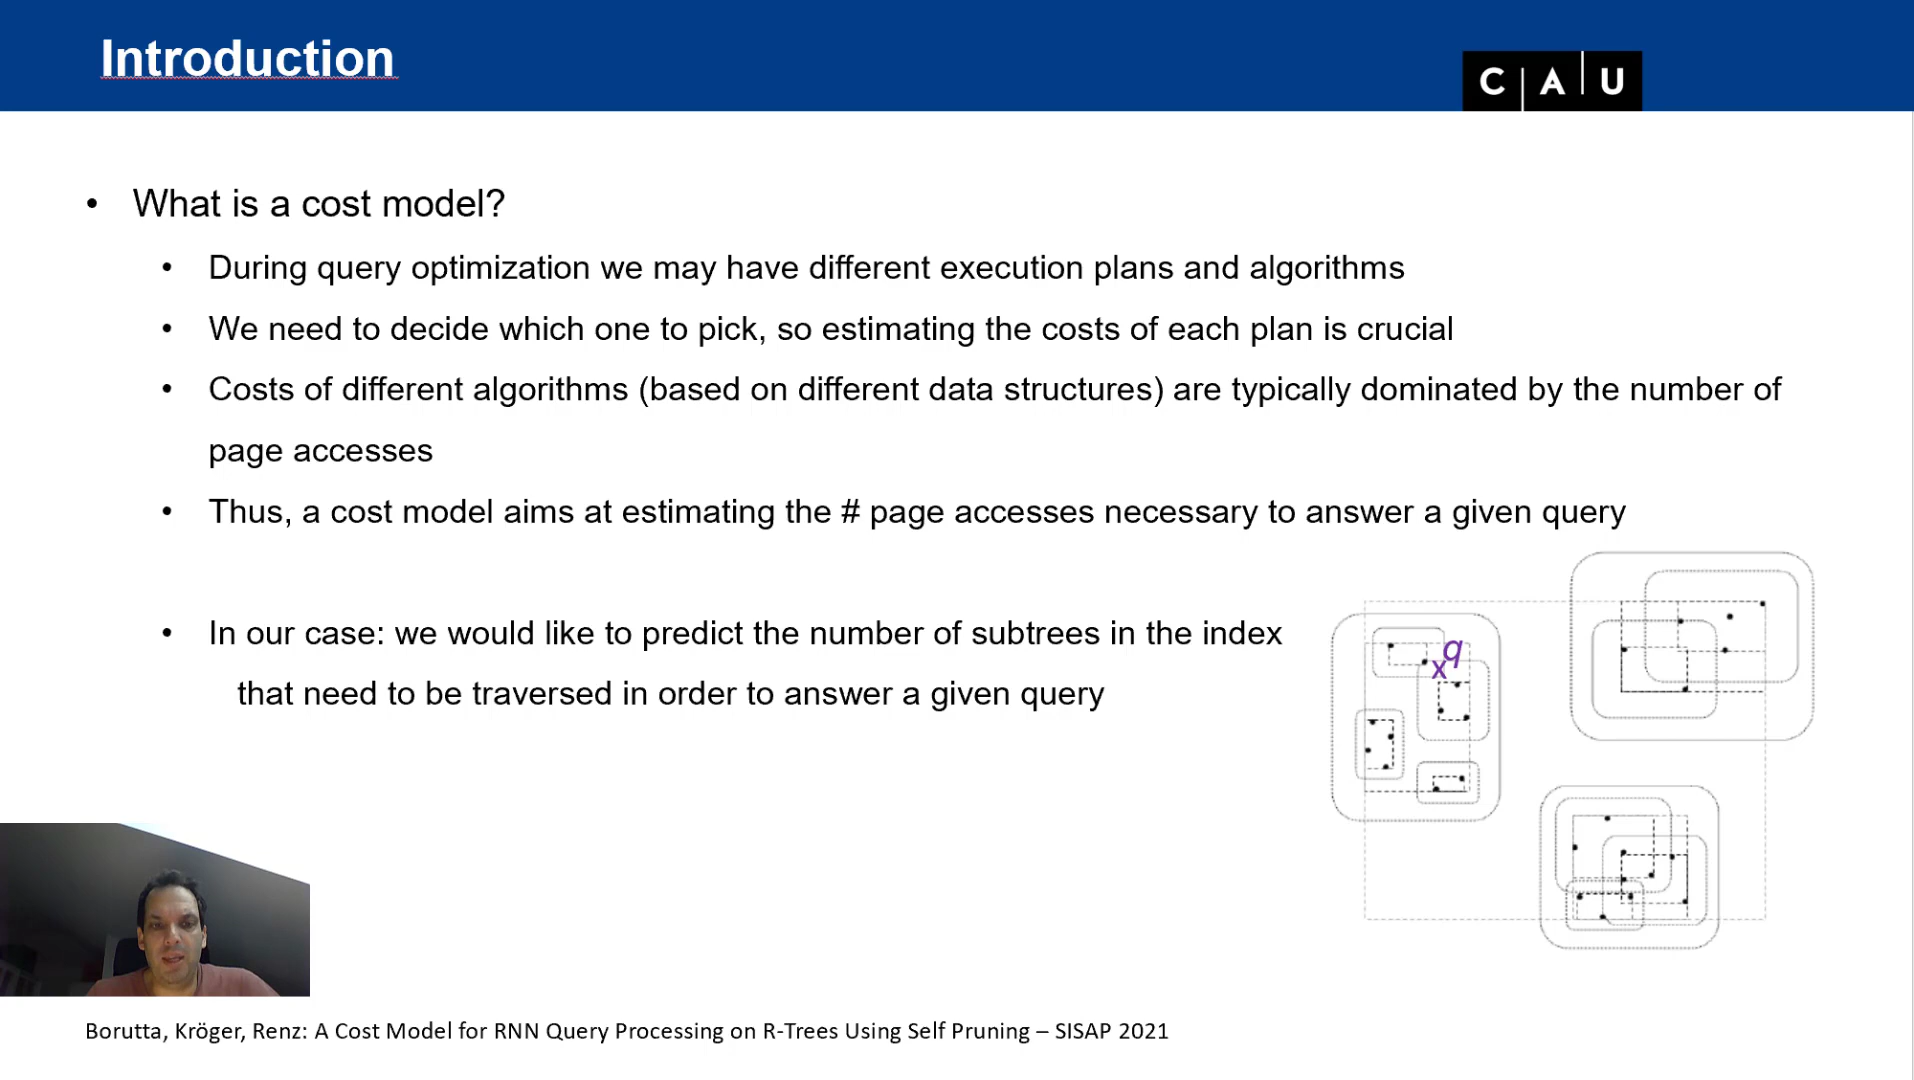 Introduction
C A U
• What is a cost model?
• During query optimization we may have different execution plans and algorithms
• We need to decide which one to pick, so estimating the costs of each plan is crucial
• Costs of different algorithms (based on different data structures) are typically dominated by the number of
page accesses
• Thus, a cost model aims at estimating the # page accesses necessary to answer a given query
• In our case: we would like to predict the number of subtrees in the index
that need to be traversed in order to answer a given query
q
x
Borutta, Kröger, Renz: A Cost Model for RNN Query Processing on R-Trees Using Self Pruning – SISAP 2021